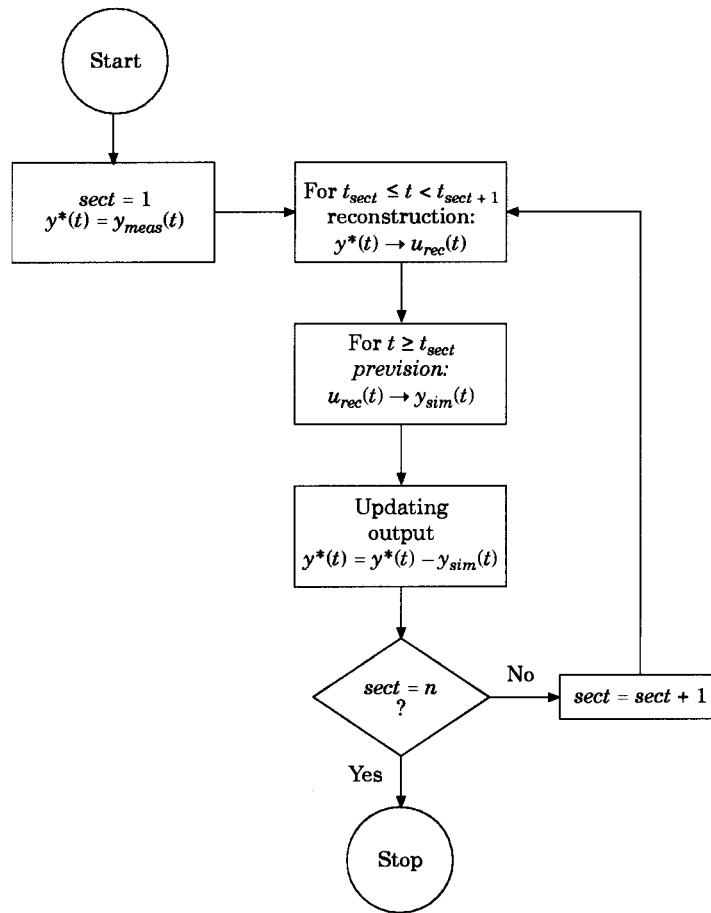 Start
sect = 1
y*(t) = y_meas(t)
For t_sect ≤ t < t_sect + 1
reconstruction:
y*(t) → u_rec(t)
For t ≥ t_sect
prevision:
u_rec(t) → y_sim(t)
Updating
output
y*(t) = y*(t) – y_sim(t)
sect = n
?
No
sect = sect + 1
Yes
Stop